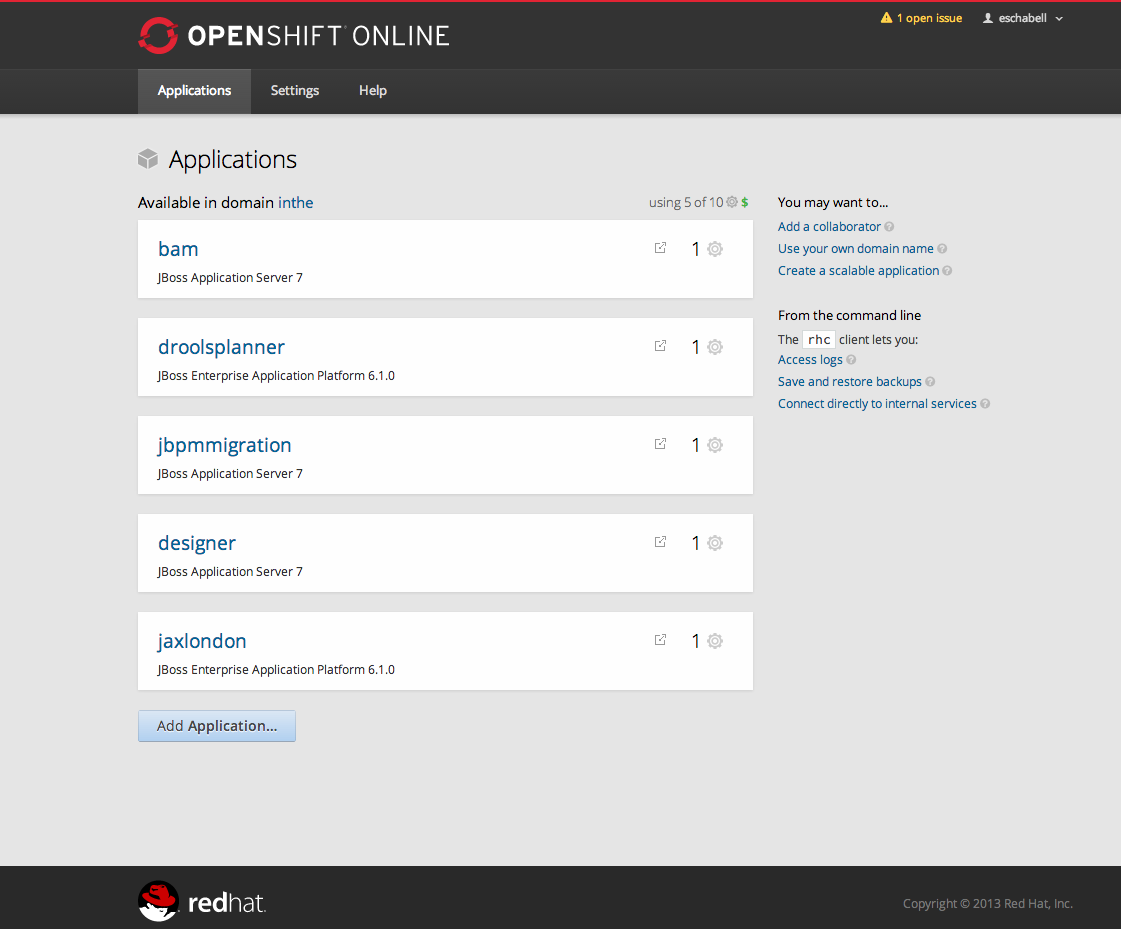 OPENSHIFT ONLINE
1 open issue
eschabell
Applications
Settings
Help
Applications
Available in domain inthe
using 5 of 10 $
bam
1
JBoss Application Server 7
droolsplanner
1
JBoss Enterprise Application Platform 6.1.0
jbpmmigration
1
JBoss Application Server 7
designer
1
JBoss Application Server 7
jaxlondon
1
JBoss Enterprise Application Platform 6.1.0
Add Application...
You may want to...
Add a collaborator ?
Use your own domain name ?
Create a scalable application ?
From the command line
The rhc client lets you:
Access logs ?
Save and restore backups ?
Connect directly to internal services ?
redhat.
Copyright © 2013 Red Hat, Inc.